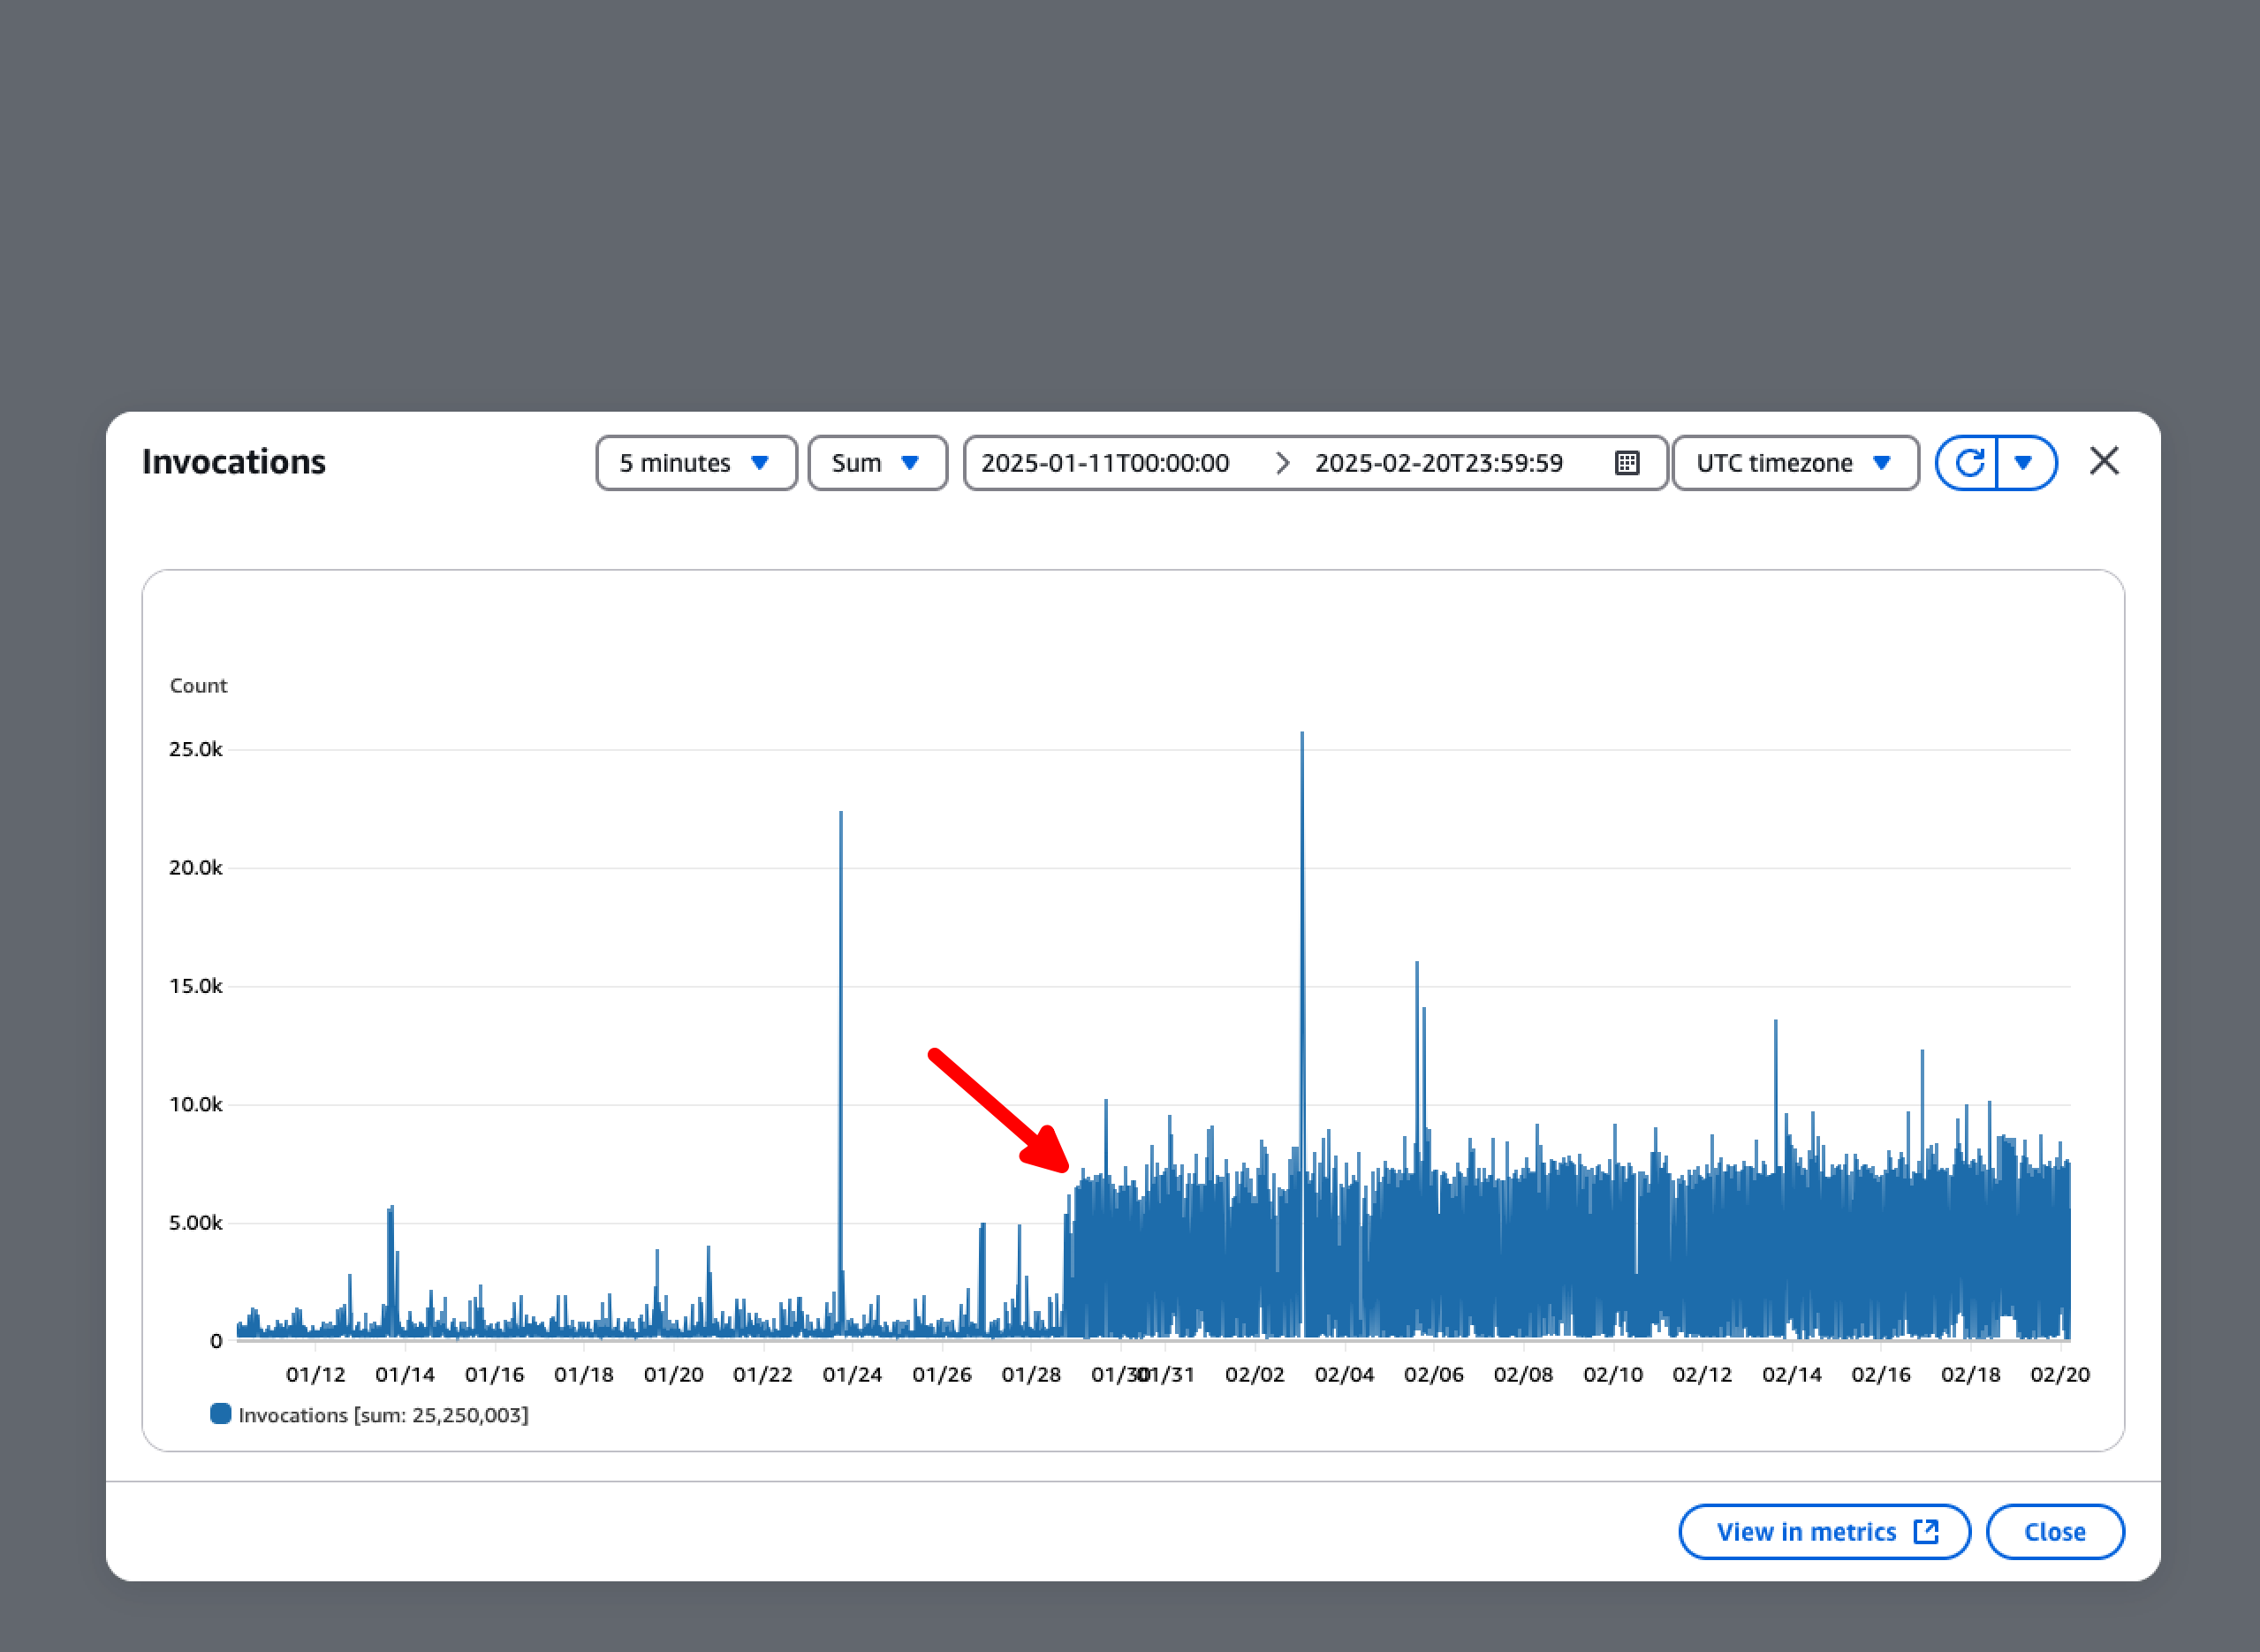 Invocations
5 minutes
Sum
2025-01-11T00:00:00
2025-02-20T23:59:59
UTC timezone
Count
25.0k
20.0k
15.0k
10.0k
5.00k
0
01/12 01/14 01/16 01/18 01/20 01/22 01/24 01/26 01/28 01/30 01/31 02/02 02/04 02/06 02/08 02/10 02/12 02/14 02/16 02/18 02/20
Invocations [sum: 25,250,003]
View in metrics
Close